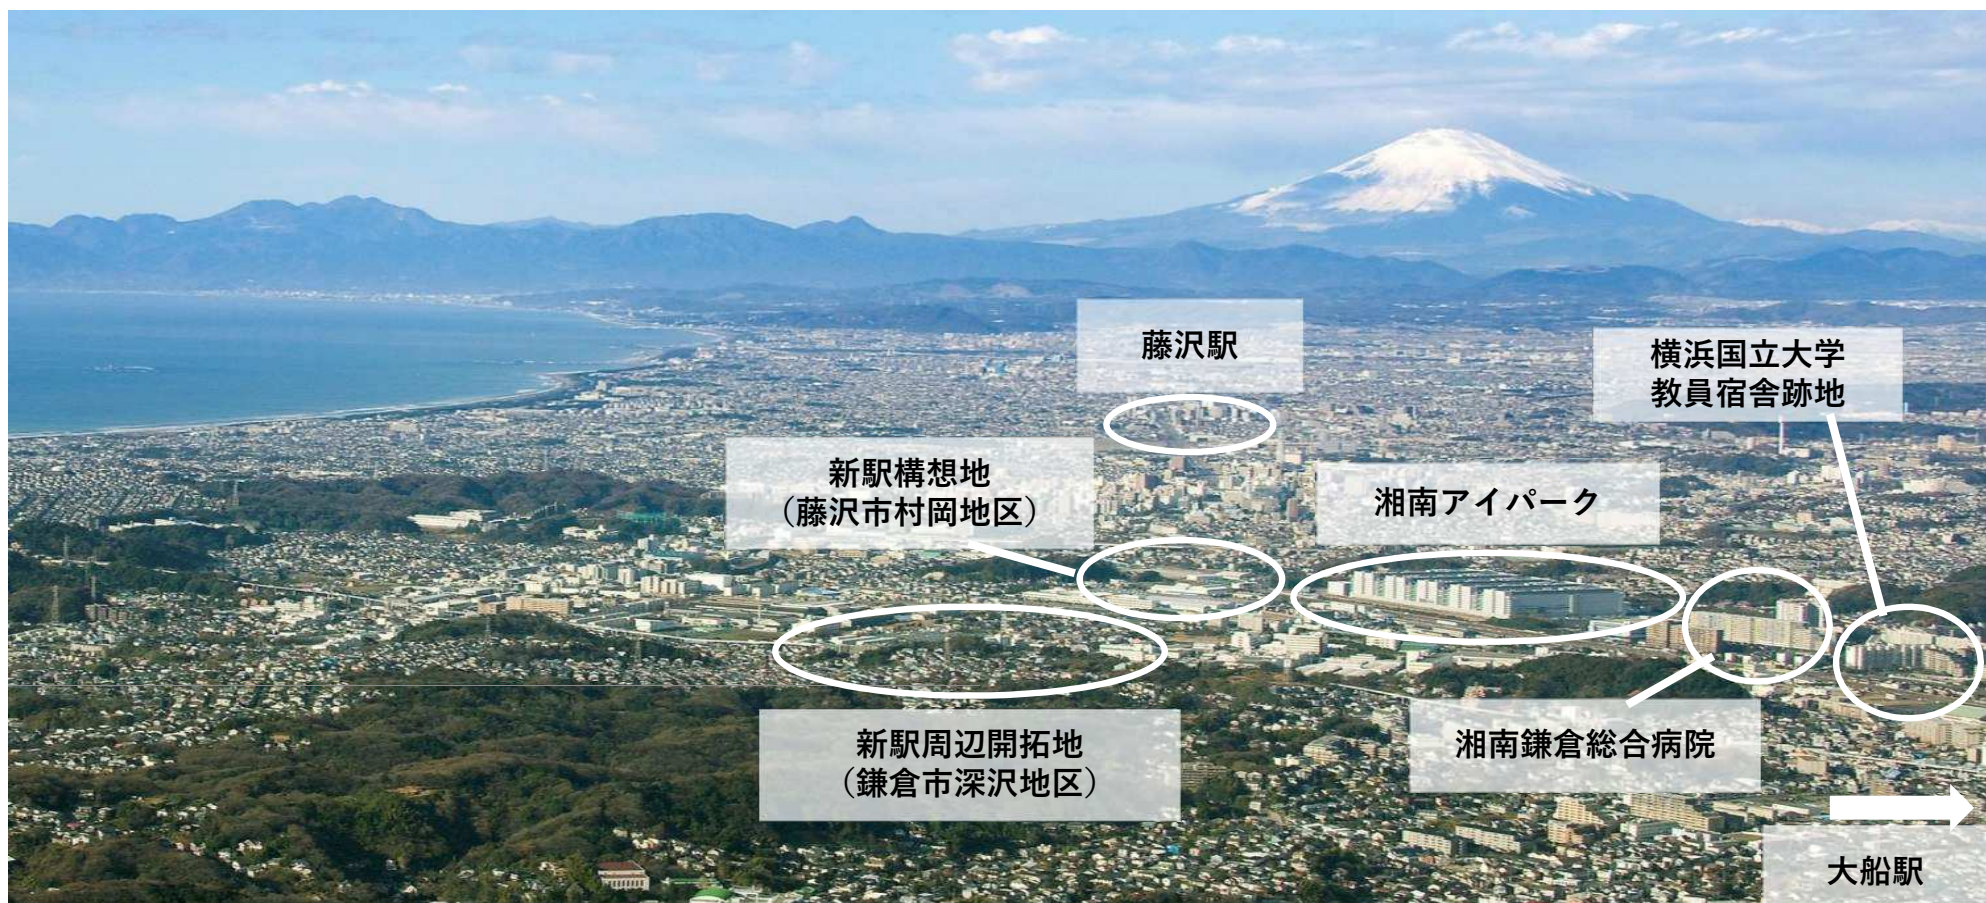 藤沢駅
横浜国立大学
教員宿舎跡地
新駅構想地
（藤沢市村岡地区）
湘南アイパーク
新駅周辺開拓地
（鎌倉市深沢地区）
湘南鎌倉総合病院
大船駅